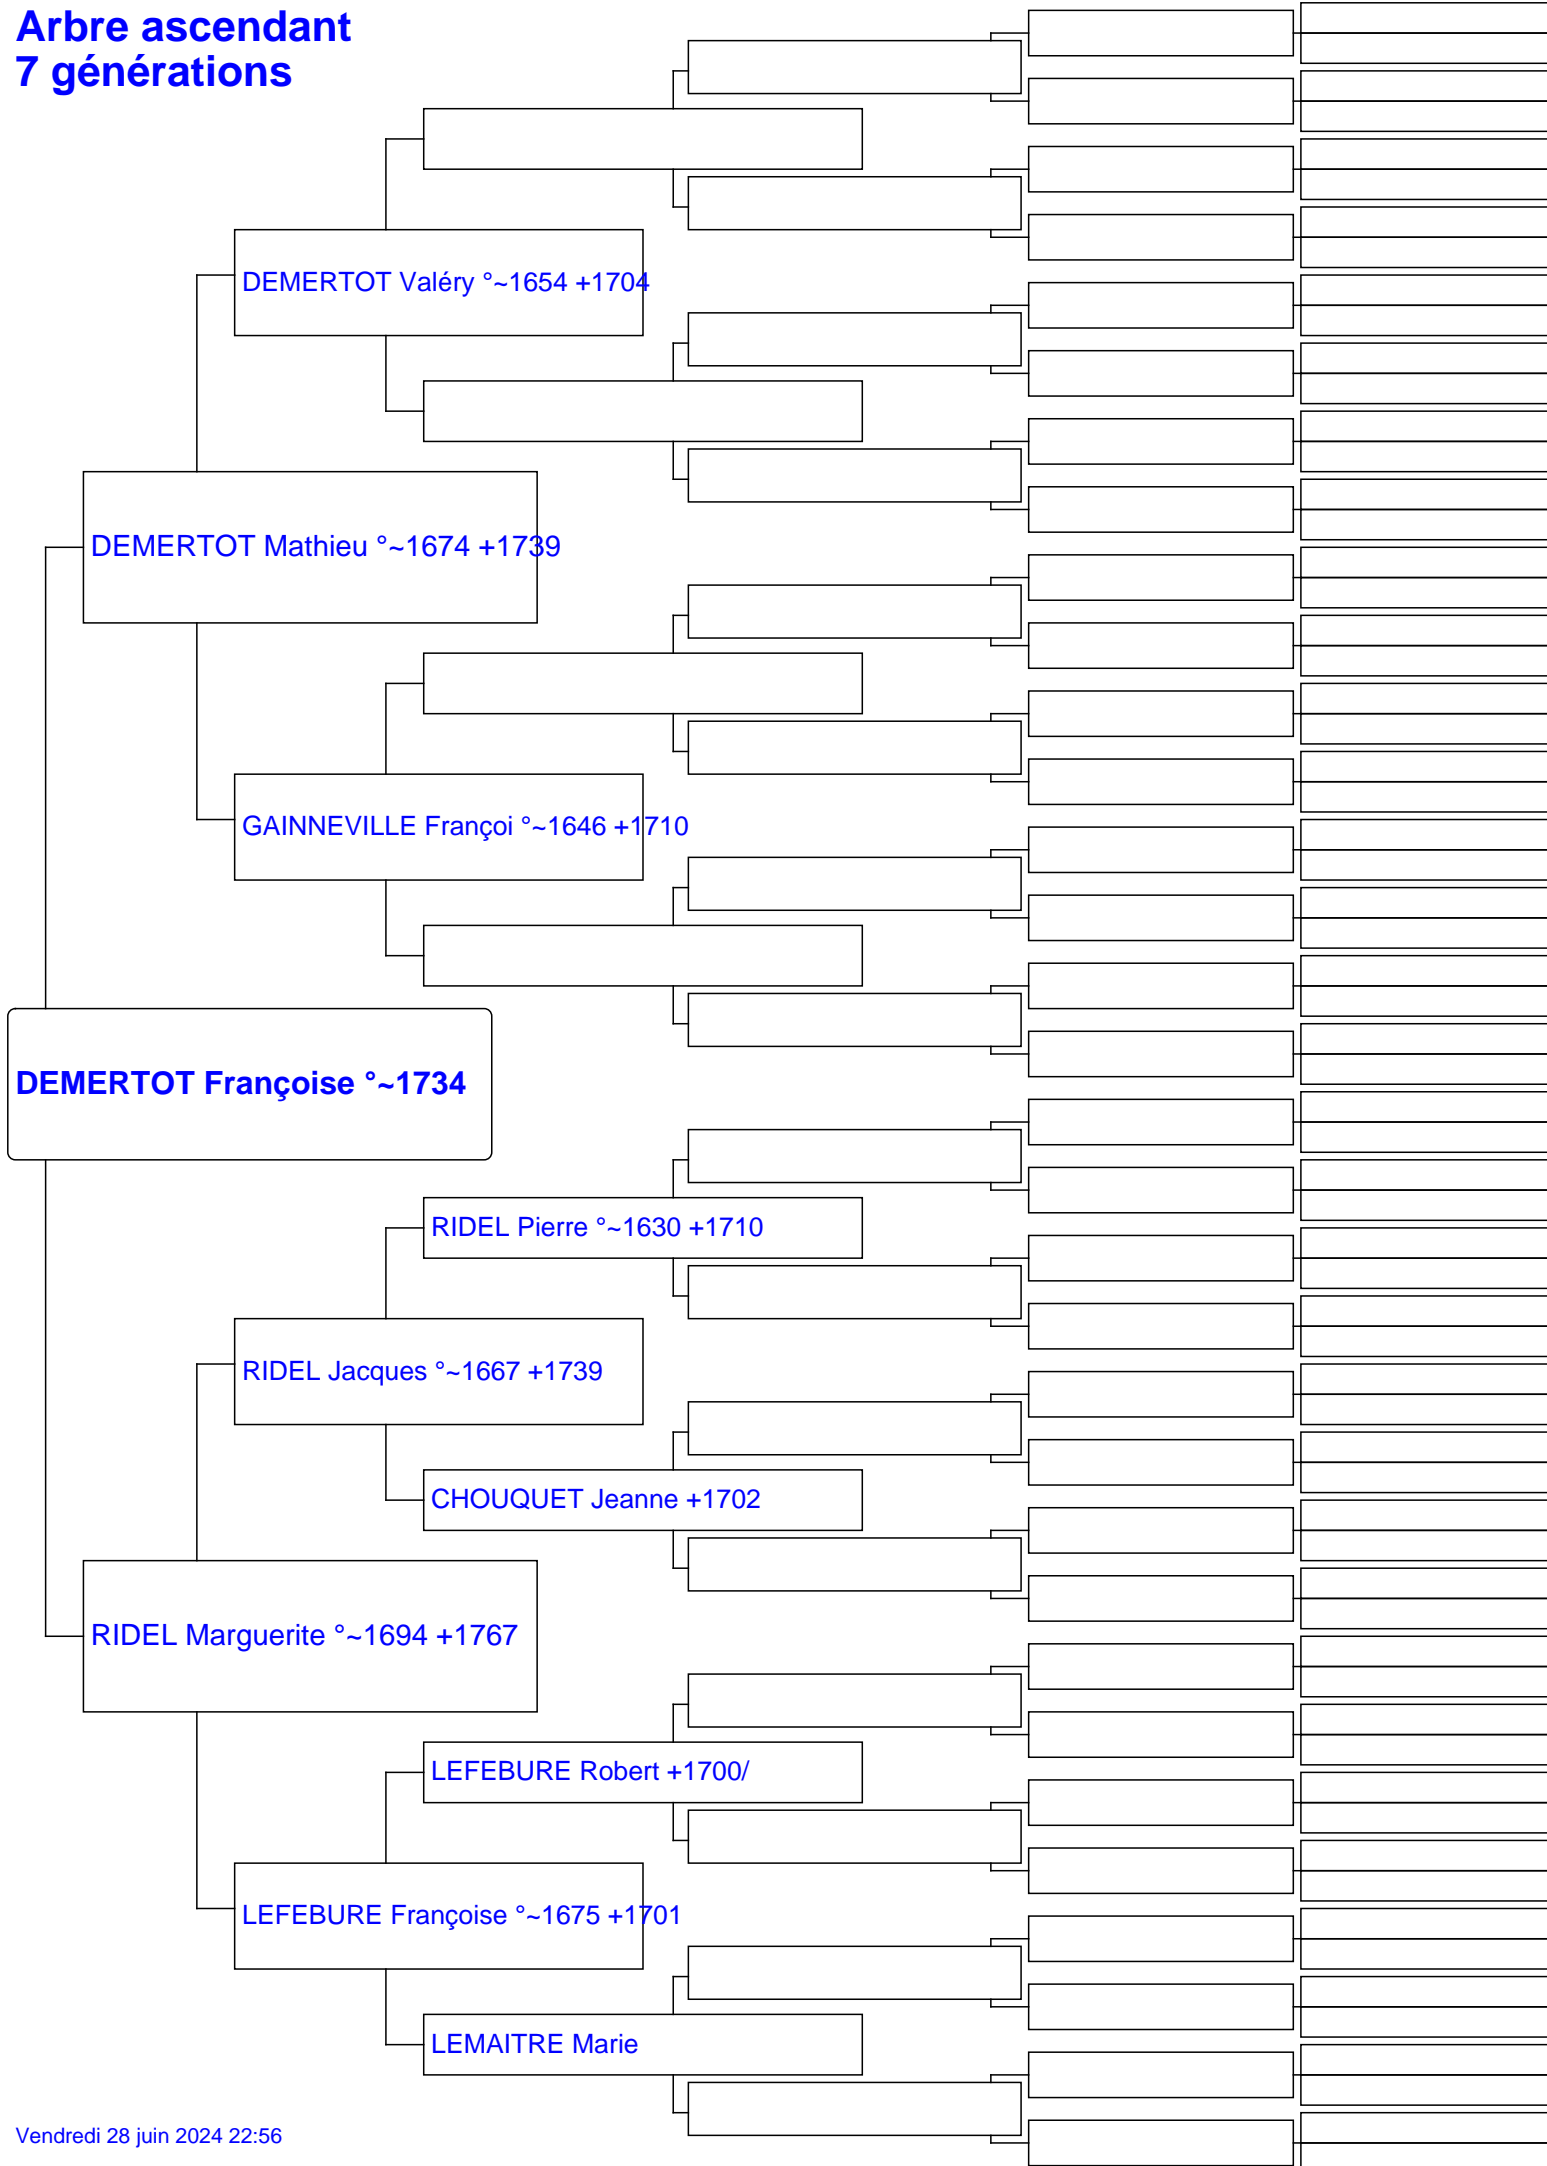 Arbre ascendant
7 générations
DEMERTOT Valéry °~1654 +1704
DEMERTOT Mathieu °~1674 +1739
GAINNEVILLE Françoi °~1646 +1710
DEMERTOT Françoise °~1734
RIDEL Pierre °~1630 +1710
RIDEL Jacques °~1667 +1739
CHOUQUET Jeanne +1702
RIDEL Marguerite °~1694 +1767
LEFEBURE Robert +1700/
LEFEBURE Françoise °~1675 +1701
LEMAITRE Marie
Vendredi 28 juin 2024 22:56